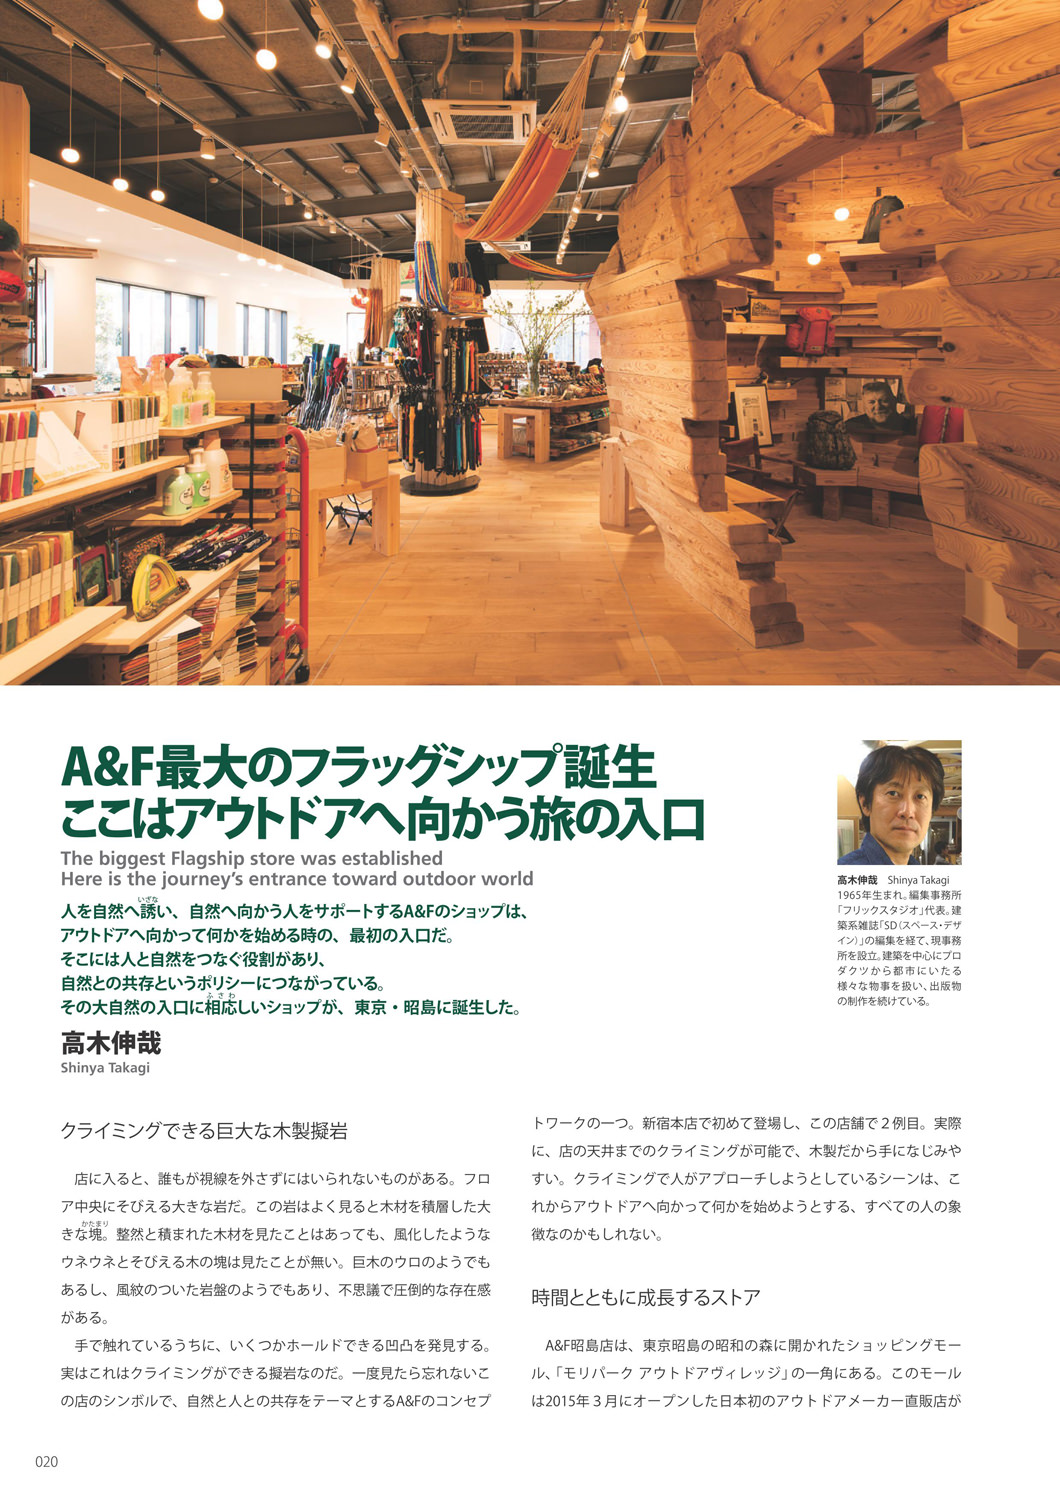 A&F最大のフラッグシップ誕生
ここはアウトドアへ向かう旅の入口
The biggest Flagship store was established
Here is the journey's entrance toward outdoor world
人を自然へ誘い、自然へ向かう人をサポートするA&Fのショップは、
いざな
アウトドアへ向かって何かを始める時の、最初の入口だ。
そこには人と自然をつなぐ役割があり、
自然との共存というポリシーにつながっている。
その大自然の入口に相応しいショップが、東京・昭島に誕生した。
ふさわ
高木伸哉
Shinya Takagi
高木伸哉　Shinya Takagi
1965年生まれ。編集事務所
「フリックスタジオ」代表。建
築系雑誌「SD（スペース・デザ
イン）」の編集を経て、現事務
所を設立。建築を中心にプロ
ダクツから都市にいたる
様々な物事を扱い、出版物
の制作を続けている。
クライミングできる巨大な木製擬岩
　店に入ると、誰もが視線を外さずにはいられないものがある。フロ
ア中央にそびえる大きな岩だ。この岩はよく見ると木材を積層した大
きな塊。整然と積まれた木材を見たことはあっても、風化したような
かたまり
ウネウネとそびえる木の塊は見たことが無い。巨木のウロのようでも
あるし、風紋のついた岩盤のようでもあり、不思議で圧倒的な存在感
がある。
　手で触れているうちに、いくつかホールドできる凹凸を発見する。
実はこれはクライミングができる擬岩なのだ。一度見たら忘れないこ
の店のシンボルで、自然と人との共存をテーマとするA&Fのコンセプ
トワークの一つ。新宿本店で初めて登場し、この店舗で２例目。実際
に、店の天井までのクライミングが可能で、木製だから手になじみや
すい。クライミングで人がアプローチしようとしているシーンは、こ
れからアウトドアへ向かって何かを始めようとする、すべての人の象
徴なのかもしれない。
時間とともに成長するストア
　A&F昭島店は、東京昭島の昭和の森に開かれたショッピングモー
ル、「モリパーク アウトドアヴィレッジ」の一角にある。このモール
は2015年３月にオープンした日本初のアウトドアメーカー直販店が
020